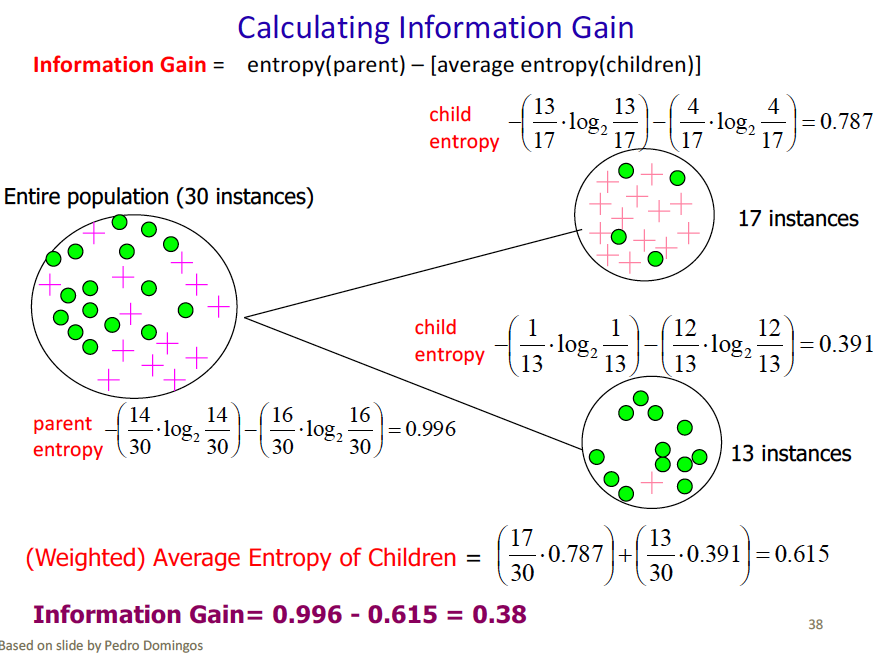 Calculating Information Gain
Information Gain = entropy(parent) – [average entropy(children)]
child entropy −(13/17 · log₂ 13/17) − (4/17 · log₂ 4/17) = 0.787
Entire population (30 instances)
17 instances
child entropy −(1/13 · log₂ 1/13) − (12/13 · log₂ 12/13) = 0.391
parent entropy −(14/30 · log₂ 14/30) − (16/30 · log₂ 16/30) = 0.996
13 instances
(Weighted) Average Entropy of Children = (17/30 · 0.787) + (13/30 · 0.391) = 0.615
Information Gain= 0.996 - 0.615 = 0.38
38
Based on slide by Pedro Domingos